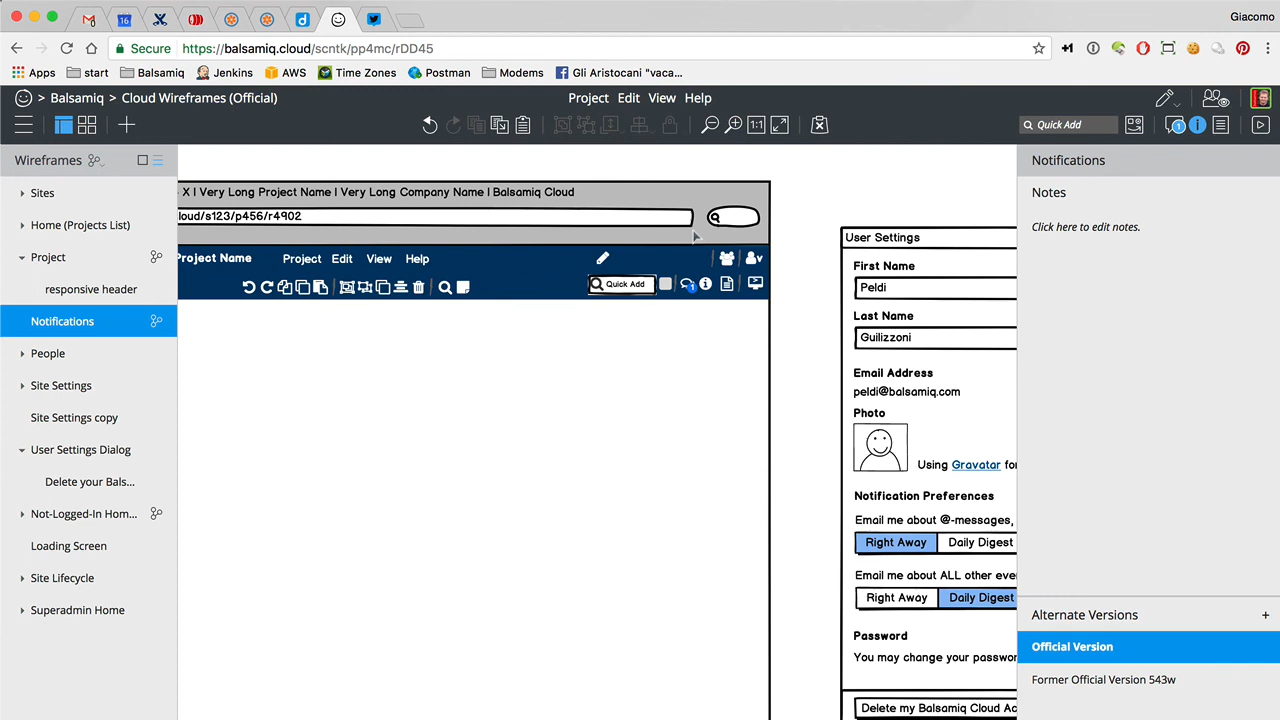 Giacomo
16
Secure https://balsamiq.cloud/scntk/pp4mc/rDD45
+1
Apps start Balsamiq Jenkins AWS Time Zones Postman Modems Gli Aristocani "vaca...
Balsamiq > Cloud Wireframes (Official)
Project Edit View Help
1:1
Quick Add
1
Wireframes
Sites
Home (Projects List)
Project
responsive header
Notifications
People
Site Settings
Site Settings copy
User Settings Dialog
Delete your Bals...
Not-Logged-In Hom...
Loading Screen
Site Lifecycle
Superadmin Home
X | Very Long Project Name | Very Long Company Name | Balsamiq Cloud
loud/s123/p456/r4902
Project Name Project Edit View Help
Quick Add
1
User Settings
First Name
Peldi
Last Name
Guilizzoni
Email Address
peldi@balsamiq.com
Photo
Using Gravatar for
Notification Preferences
Email me about @-messages,
Right Away Daily Digest
Email me about ALL other eve
Right Away Daily Digest
Password
You may change your passwor
Delete my Balsamiq Cloud Ac
Notifications
Notes
Click here to edit notes.
Alternate Versions +
Official Version
Former Official Version 543w